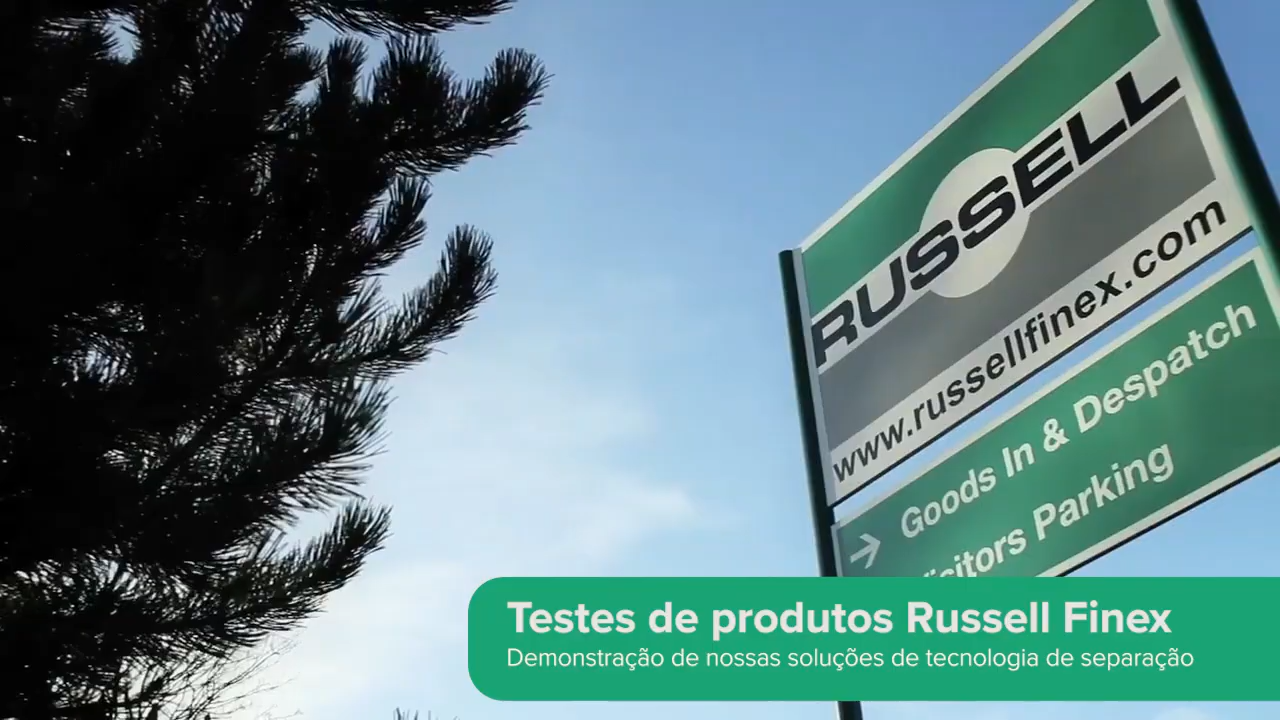 RUSSELL
www.russellfinex.com
Goods In & Despatch
Visitors Parking
Testes de produtos Russell Finex
Demonstração de nossas soluções de tecnologia de separação